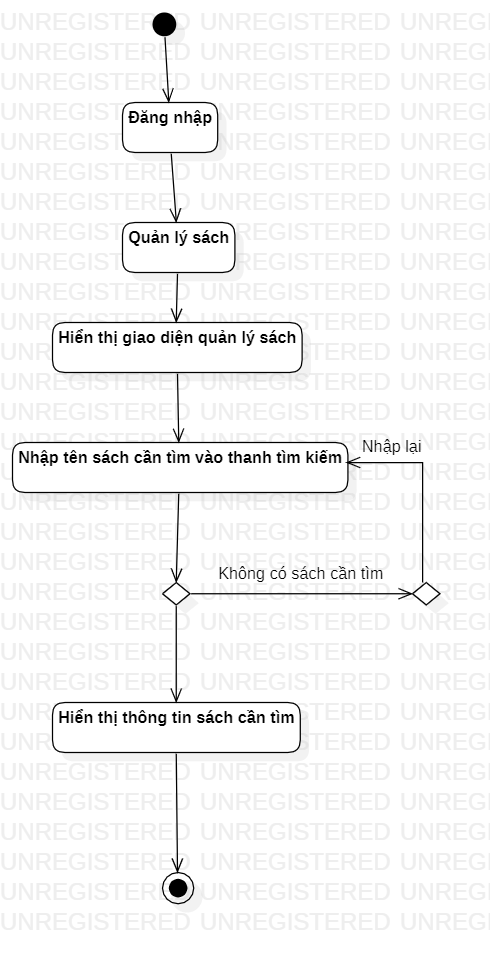 Đăng nhập
Quản lý sách
Hiển thị giao diện quản lý sách
Nhập lại
Nhập tên sách cần tìm vào thanh tìm kiếm
Không có sách cần tìm
Hiển thị thông tin sách cần tìm
UNREGISTERED